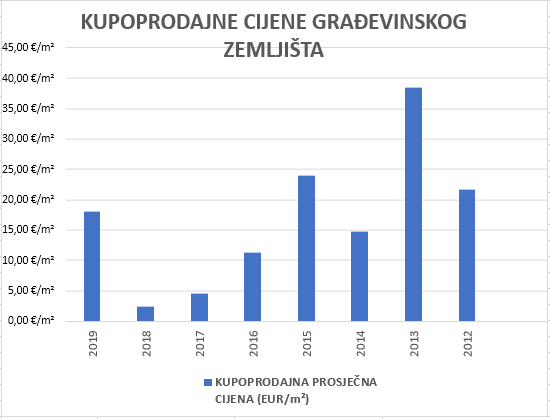 KUPOPRODAJNE CIJENE GRAĐEVINSKOG
ZEMLJIŠTA
45,00 €/m²
40,00 €/m²
35,00 €/m²
30,00 €/m²
25,00 €/m²
20,00 €/m²
15,00 €/m²
10,00 €/m²
5,00 €/m²
0,00 €/m²
2019
2018
2017
2016
2015
2014
2013
2012
KUPOPRODAJNA PROSJEČNA
CIJENA (EUR/m²)